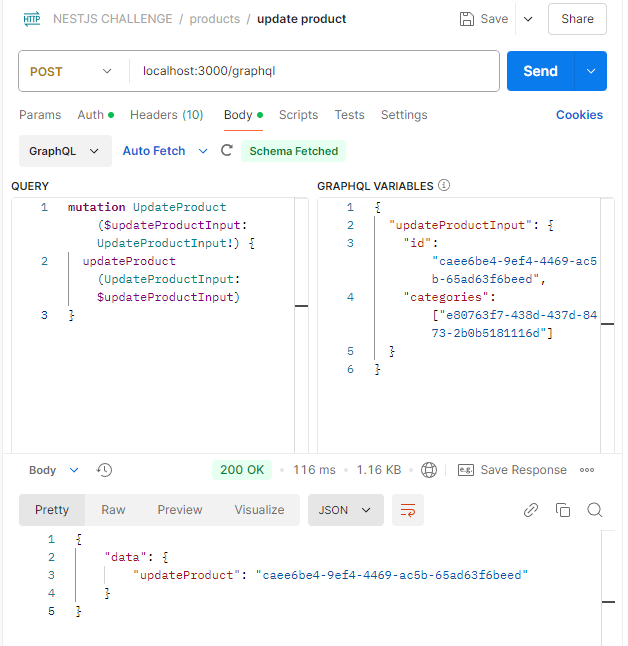 HTTP NESTJS CHALLENGE / products / update product Save Share
POST localhost:3000/graphql Send
Params Auth Headers (10) Body Scripts Tests Settings Cookies
GraphQL Auto Fetch Schema Fetched
QUERY
1 mutation UpdateProduct
($updateProductInput:
UpdateProductInput!) {
2 updateProduct
(UpdateProductInput:
$updateProductInput)
3 }
GRAPHQL VARIABLES
1 {
2 "updateProductInput": {
3 "id":
"caee6be4-9ef4-4469-ac5
b-65ad63f6beed",
4 "categories":
["e80763f7-438d-437d-84
73-2b0b5181116d"]
5 }
6 }
Body 200 OK • 116 ms • 1.16 KB • e.g. Save Response
Pretty Raw Preview Visualize JSON
1 {
2 "data": {
3 "updateProduct": "caee6be4-9ef4-4469-ac5b-65ad63f6beed"
4 }
5 }